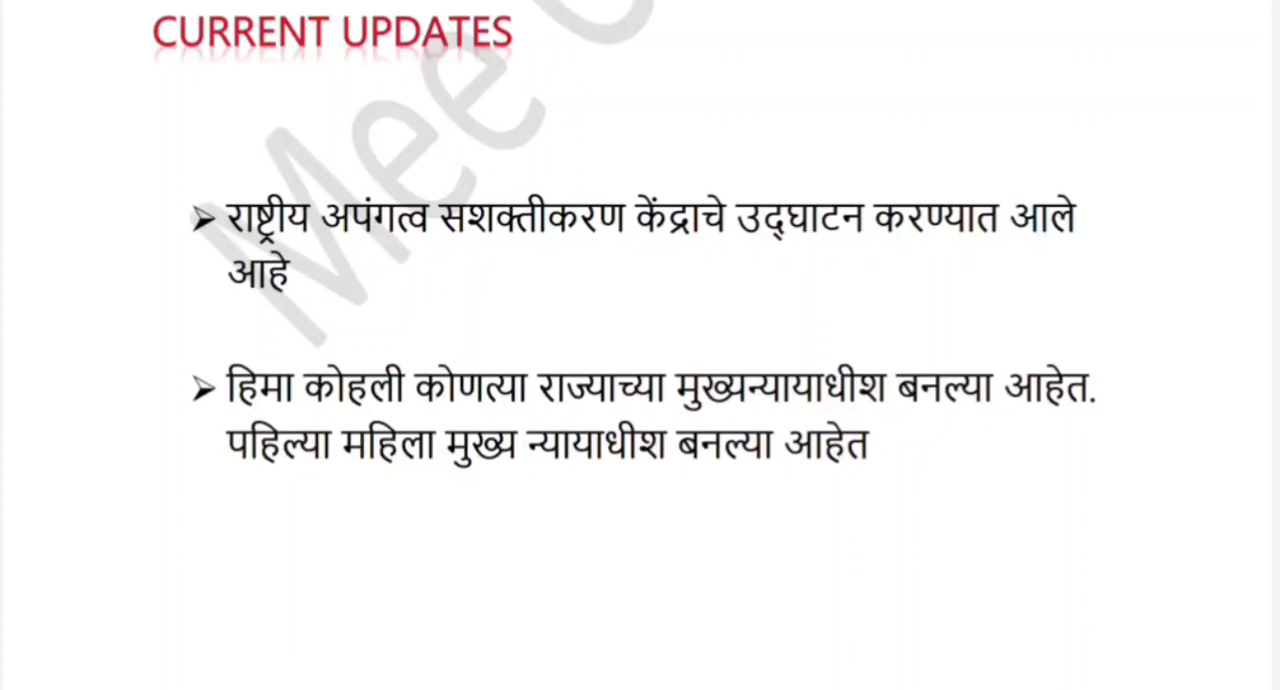 CURRENT UPDATES
➢ राष्ट्रीय अपंगत्व सशक्तीकरण केंद्राचे उद्‌घाटन करण्यात आले
आहे
➢ हिमा कोहली कोणत्या राज्याच्या मुख्यन्यायाधीश बनल्या आहेत.
पहिल्या महिला मुख्य न्यायाधीश बनल्या आहेत
Mee